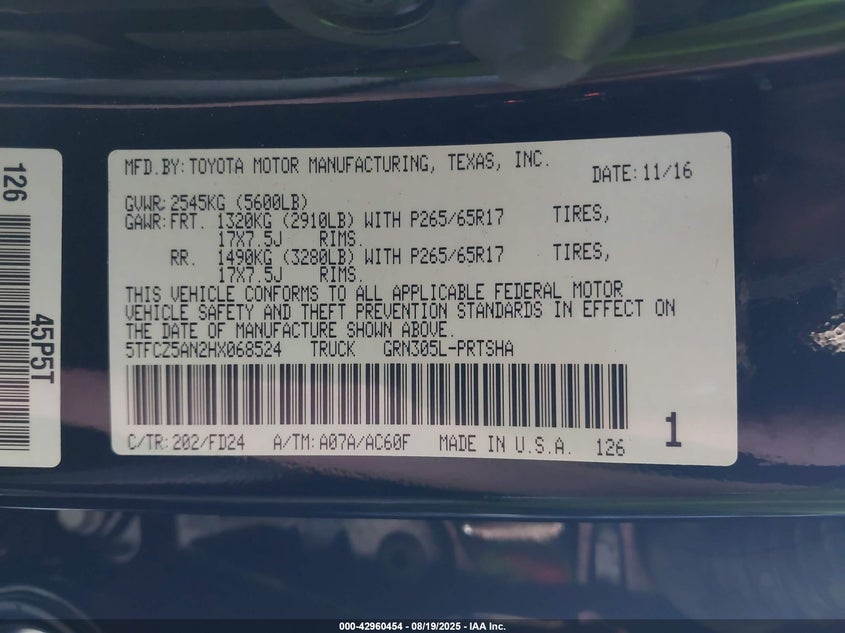 126
45P5T
MFD.BY: TOYOTA MOTOR MANUFACTURING, TEXAS, INC. DATE: 11/16
GVWR: 2545KG (5600LB)
GAWR: FRT. 1320KG (2910LB) WITH P265/65R17 TIRES,
17X7.5J RIMS.
RR. 1490KG (3280LB) WITH P265/65R17 TIRES,
17X7.5J RIMS.
THIS VEHICLE CONFORMS TO ALL APPLICABLE FEDERAL MOTOR
VEHICLE SAFETY AND THEFT PREVENTION STANDARDS IN EFFECT ON
THE DATE OF MANUFACTURE SHOWN ABOVE.
5TFCZ5AN2HX068524 TRUCK GRN305L-PRTSHA
1
C/TR: 202/FD24 A/TM: A07A/AC60F MADE IN U.S.A. 126
000-42960454 - 08/19/2025 - IAA Inc.